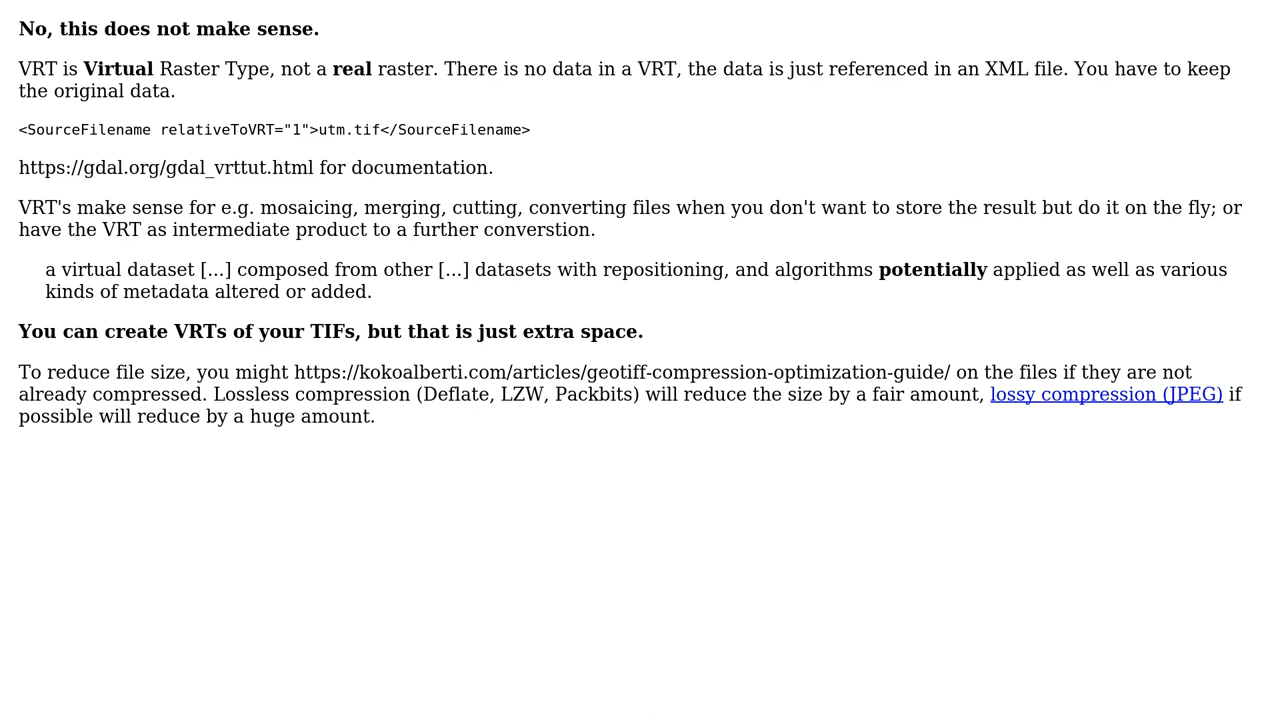 No, this does not make sense.
VRT is Virtual Raster Type, not a real raster. There is no data in a VRT, the data is just referenced in an XML file. You have to keep
the original data.
<SourceFilename relativeToVRT="1">utm.tif</SourceFilename>
https://gdal.org/gdal_vrttut.html for documentation.
VRT's make sense for e.g. mosaicing, merging, cutting, converting files when you don't want to store the result but do it on the fly; or
have the VRT as intermediate product to a further converstion.
a virtual dataset [...] composed from other [...] datasets with repositioning, and algorithms potentially applied as well as various
kinds of metadata altered or added.
You can create VRTs of your TIFs, but that is just extra space.
To reduce file size, you might https://kokoalberti.com/articles/geotiff-compression-optimization-guide/ on the files if they are not
already compressed. Lossless compression (Deflate, LZW, Packbits) will reduce the size by a fair amount, lossy compression (JPEG) if
possible will reduce by a huge amount.